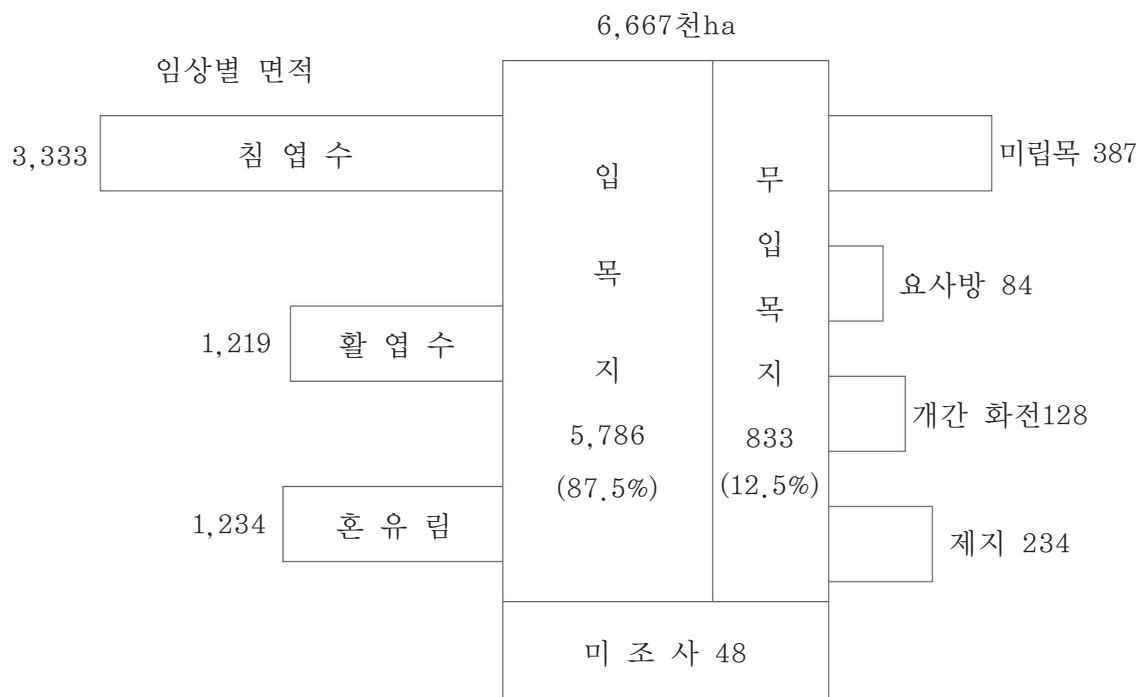 6,667천ha
임상별 면적
3,333
침 엽 수
1,219
활 엽 수
1,234
혼 유 림
입
목
지
5,786
(87.5%)
무
입
목
지
833
(12.5%)
미립목 387
요사방 84
개간 화전128
제지 234
미 조 사 48